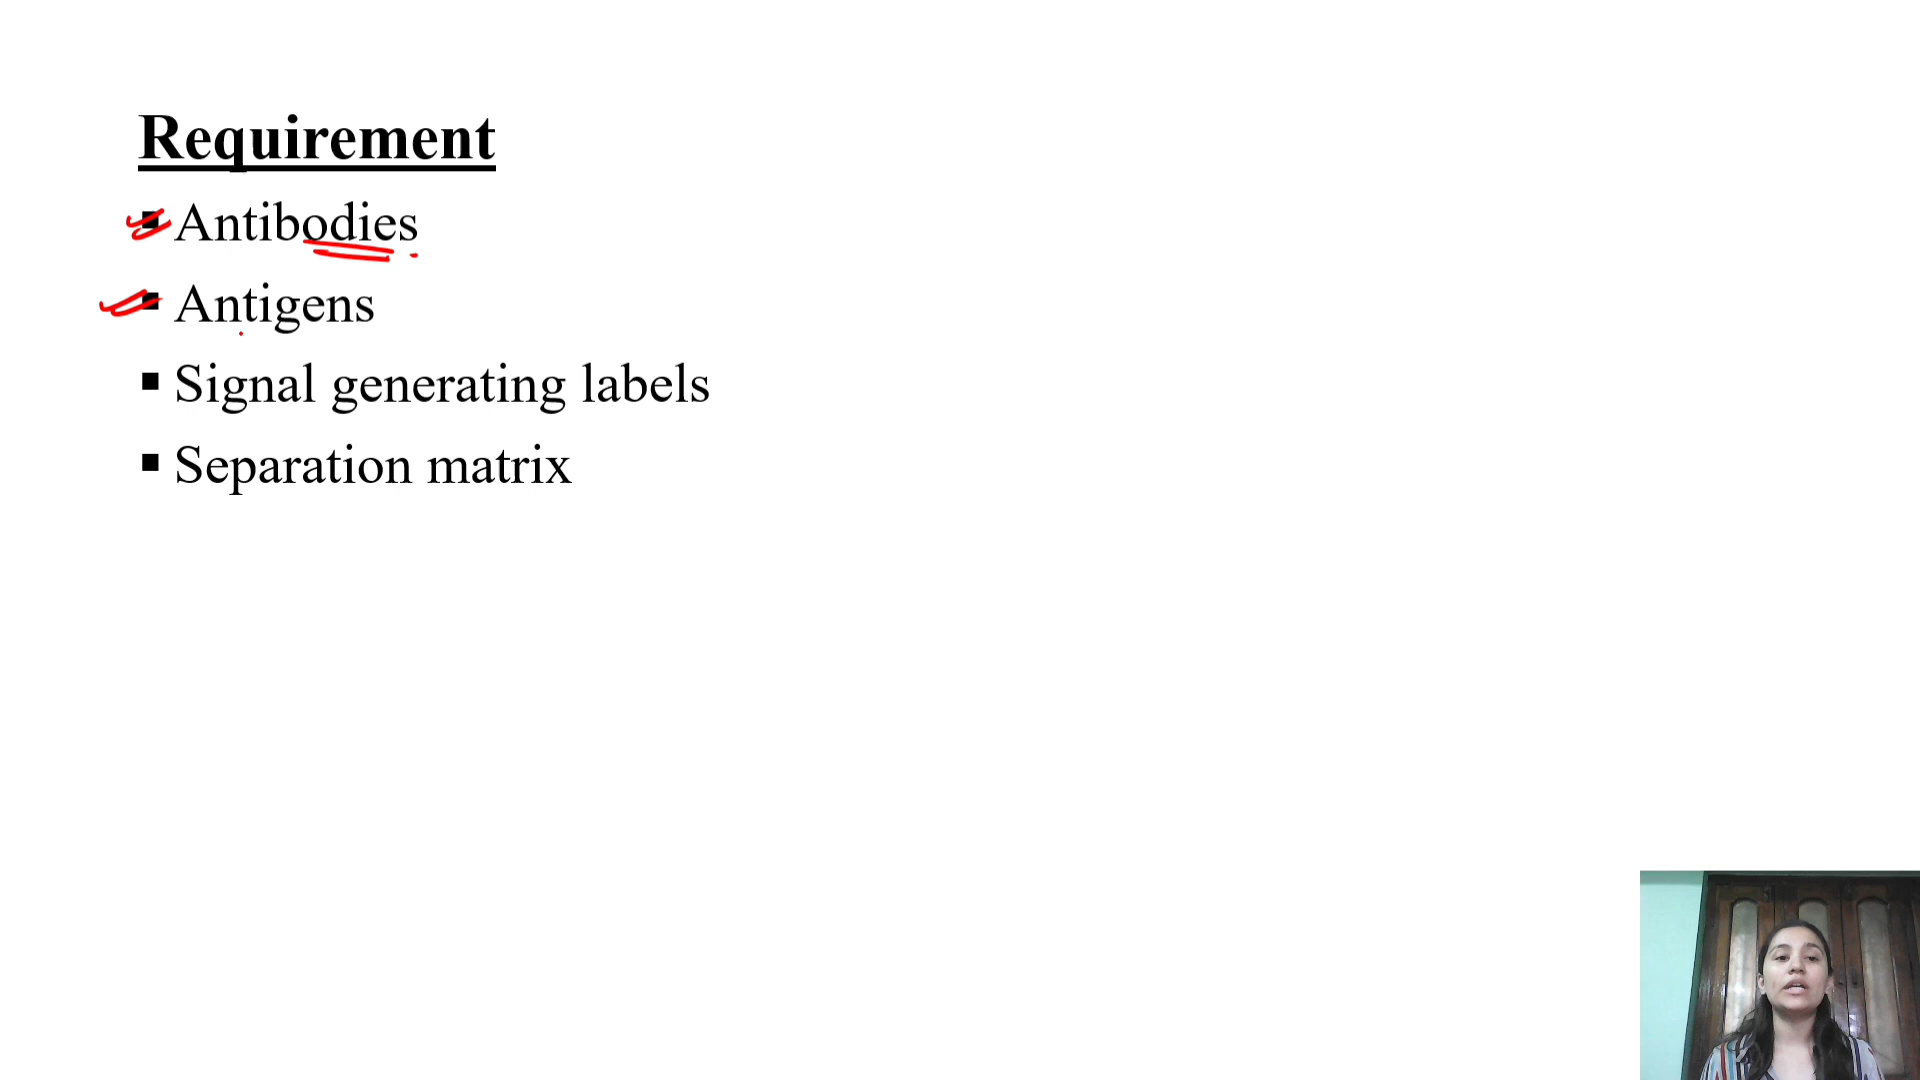 Requirement
Antibodies
Antigens
Signal generating labels
Separation matrix